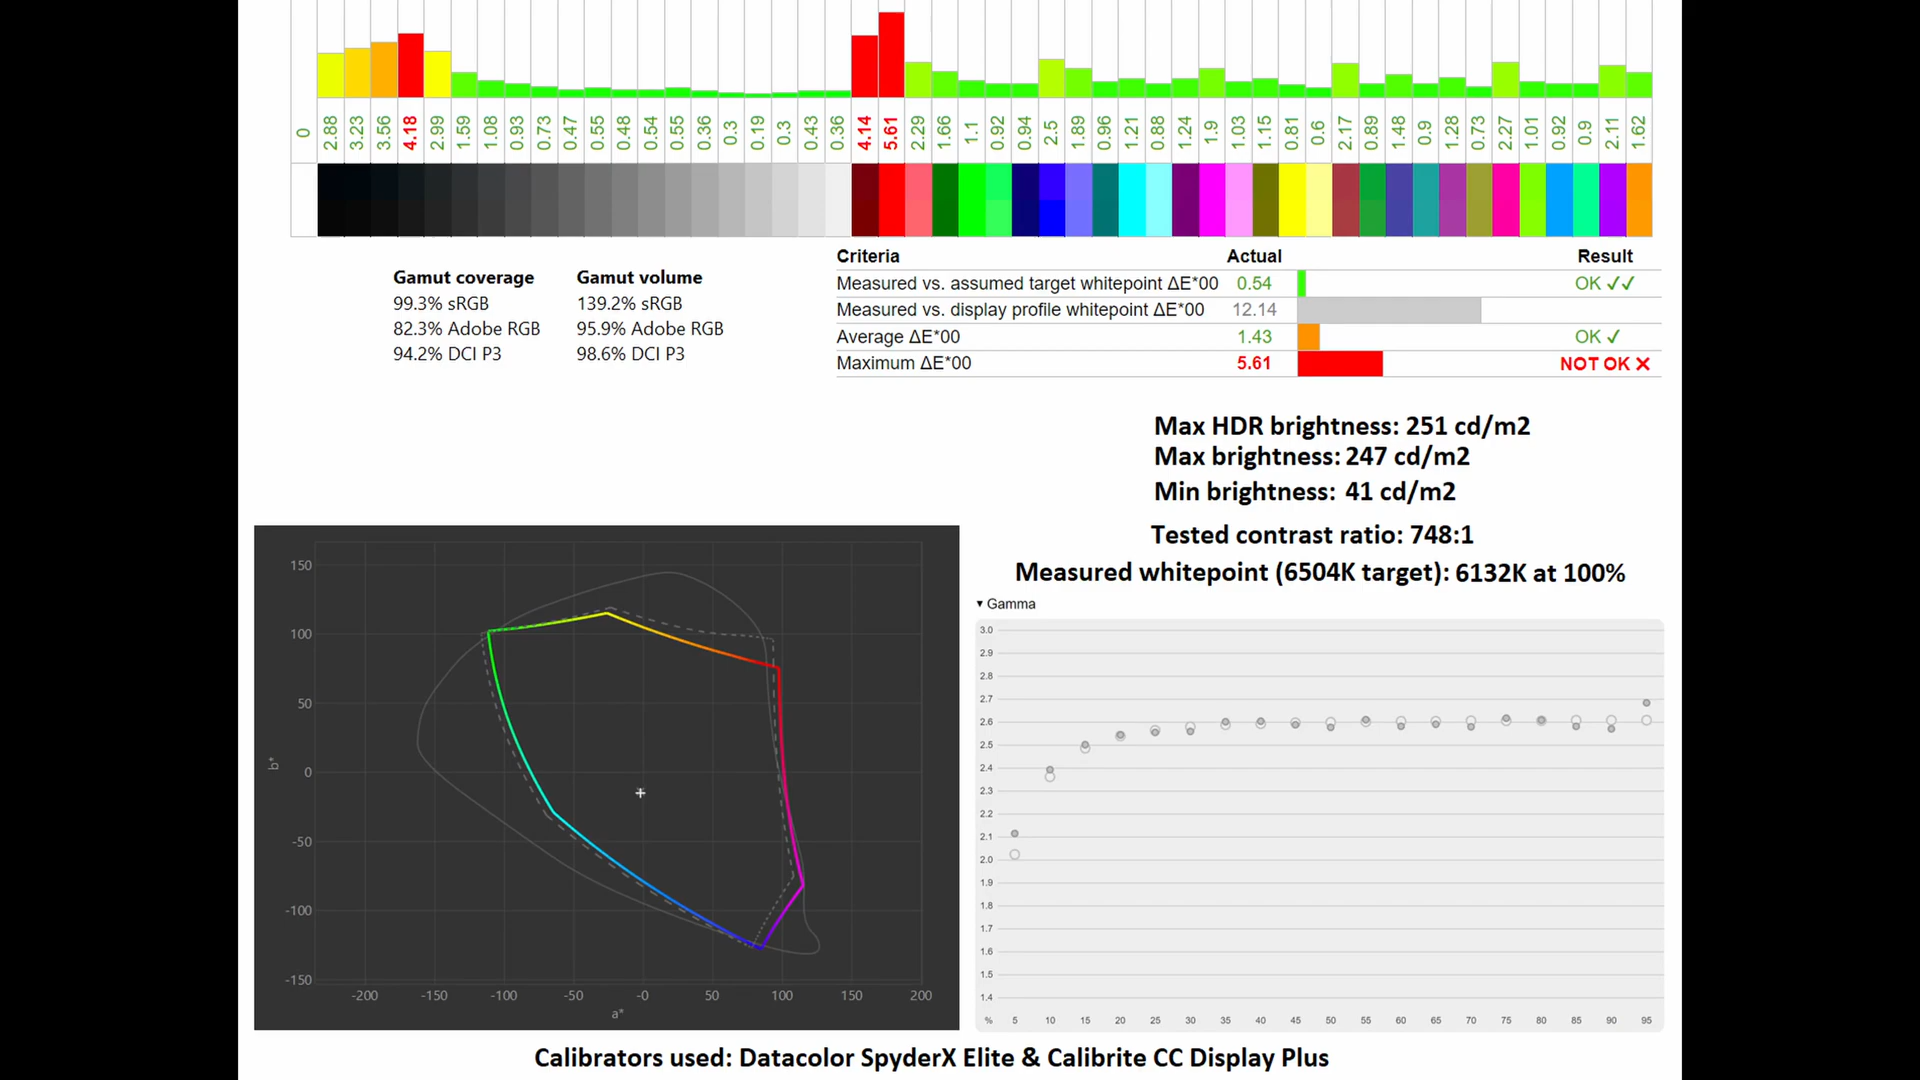 0 2.88 3.23 3.56 4.18 2.99 1.59 1.08 0.93 0.73 0.47 0.55 0.48 0.54 0.55 0.36 0.3 0.19 0.3 0.43 0.36 4.14 5.61 2.29 1.66 1.1 0.92 0.94 2.5 1.89 0.96 1.21 0.88 1.24 1.9 1.03 1.15 0.81 0.6 2.17 0.89 1.48 0.9 1.28 0.73 2.27 1.01 0.92 0.9 2.11 1.62
Gamut coverage
99.3% sRGB
82.3% Adobe RGB
94.2% DCI P3
Gamut volume
139.2% sRGB
95.9% Adobe RGB
98.6% DCI P3
Criteria Actual Result
Measured vs. assumed target whitepoint ΔE*00 0.54 OK ✓✓
Measured vs. display profile whitepoint ΔE*00 12.14
Average ΔE*00 1.43 OK ✓
Maximum ΔE*00 5.61 NOT OK ✕
Max HDR brightness: 251 cd/m2
Max brightness: 247 cd/m2
Min brightness: 41 cd/m2
Tested contrast ratio: 748:1
Measured whitepoint (6504K target): 6132K at 100%
150
100
50
0
-50
-100
-150
b*
-200 -150 -100 -50 -0 50 100 150 200
a*
▼ Gamma
3.0
2.9
2.8
2.7
2.6
2.5
2.4
2.3
2.2
2.1
2.0
1.9
1.8
1.7
1.6
1.5
1.4
% 5 10 15 20 25 30 35 40 45 50 55 60 65 70 75 80 85 90 95
Calibrators used: Datacolor SpyderX Elite & Calibrite CC Display Plus